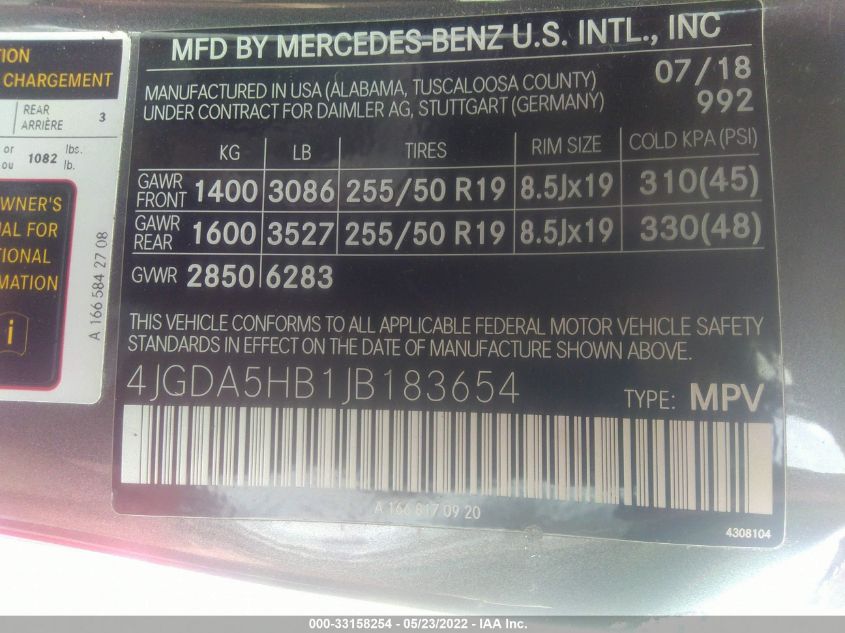 TION
CHARGEMENT
REAR
ARRIÈRE
3
or
ou
1082
lbs.
lb.
WNER'S
UAL FOR
TIONAL
MATION
i
A 166 584 27 08
MFD BY MERCEDES-BENZ U.S. INTL., INC
MANUFACTURED IN USA (ALABAMA, TUSCALOOSA COUNTY)
UNDER CONTRACT FOR DAIMLER AG, STUTTGART (GERMANY)
07/18
992
KG LB TIRES RIM SIZE COLD KPA (PSI)
GAWR FRONT 1400 3086 255/50 R19 8.5Jx19 310(45)
GAWR REAR 1600 3527 255/50 R19 8.5Jx19 330(48)
GVWR 2850 6283
THIS VEHICLE CONFORMS TO ALL APPLICABLE FEDERAL MOTOR VEHICLE SAFETY
STANDARDS IN EFFECT ON THE DATE OF MANUFACTURE SHOWN ABOVE.
4JGDA5HB1JB183654 TYPE: MPV
A 166 817 09 20
4308104
000-33158254 - 05/23/2022 - IAA Inc.